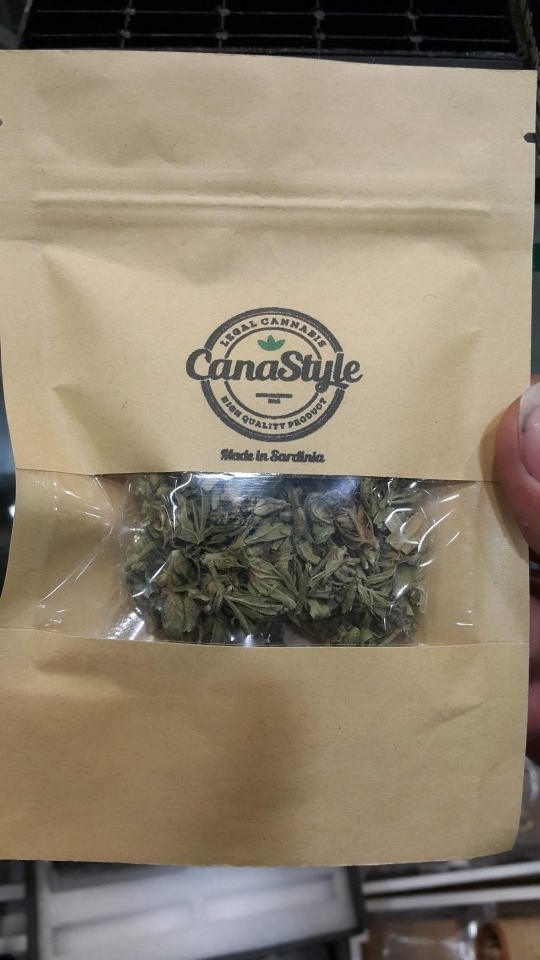 LEGAL CANNABIS
CanaStyle
HIGH QUALITY PRODUCT
Made in Sardinia